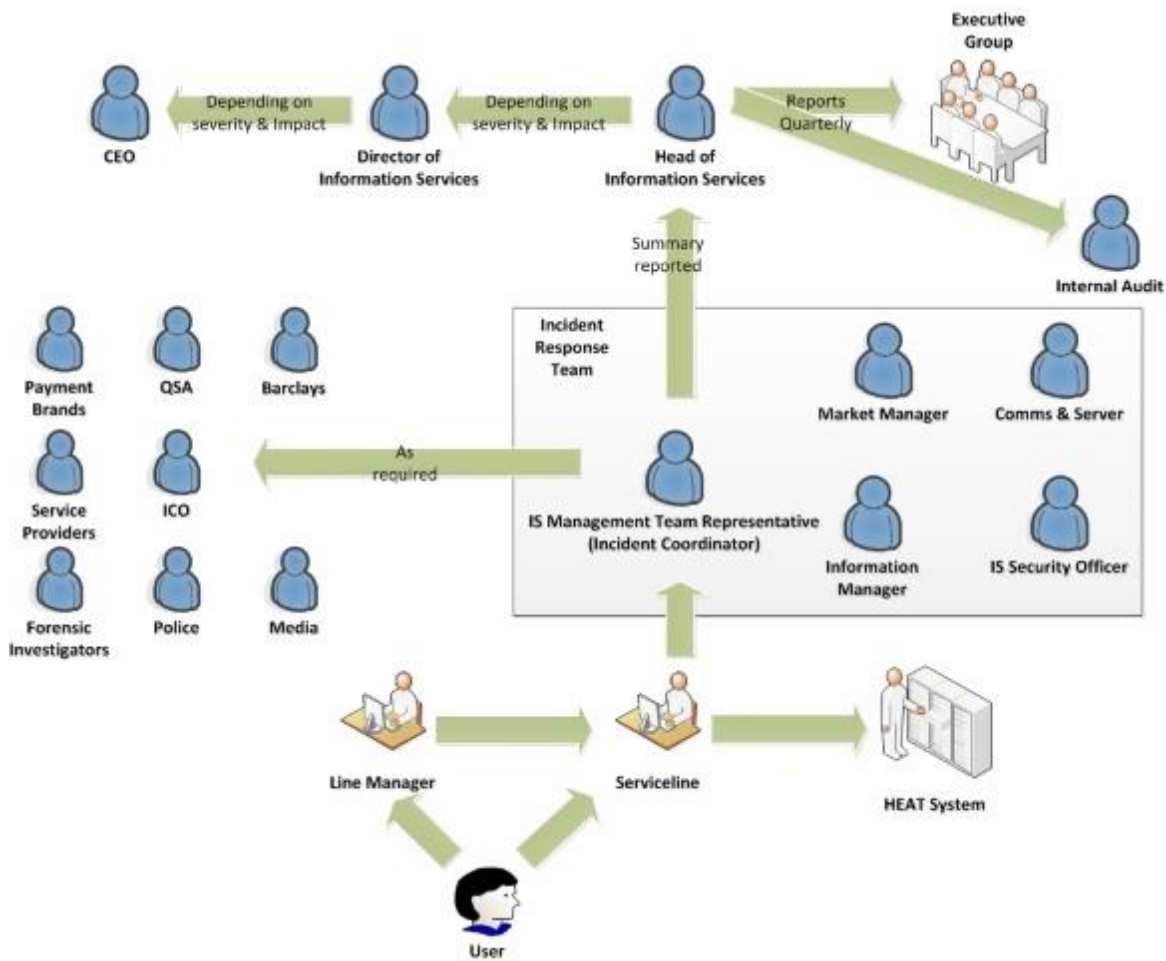 Executive
Group
Depending on
severity & Impact
Depending on
severity & Impact
Reports
Quarterly
CEO
Director of
Information Services
Head of
Information Services
Summary
reported
Internal Audit
Incident
Response
Team
Payment
Brands
QSA
Barclays
Market Manager
Comms & Server
As
required
Service
Providers
ICO
IS Management Team Representative
(Incident Coordinator)
Information
Manager
IS Security Officer
Forensic
Investigators
Police
Media
Line Manager
Serviceline
HEAT System
User